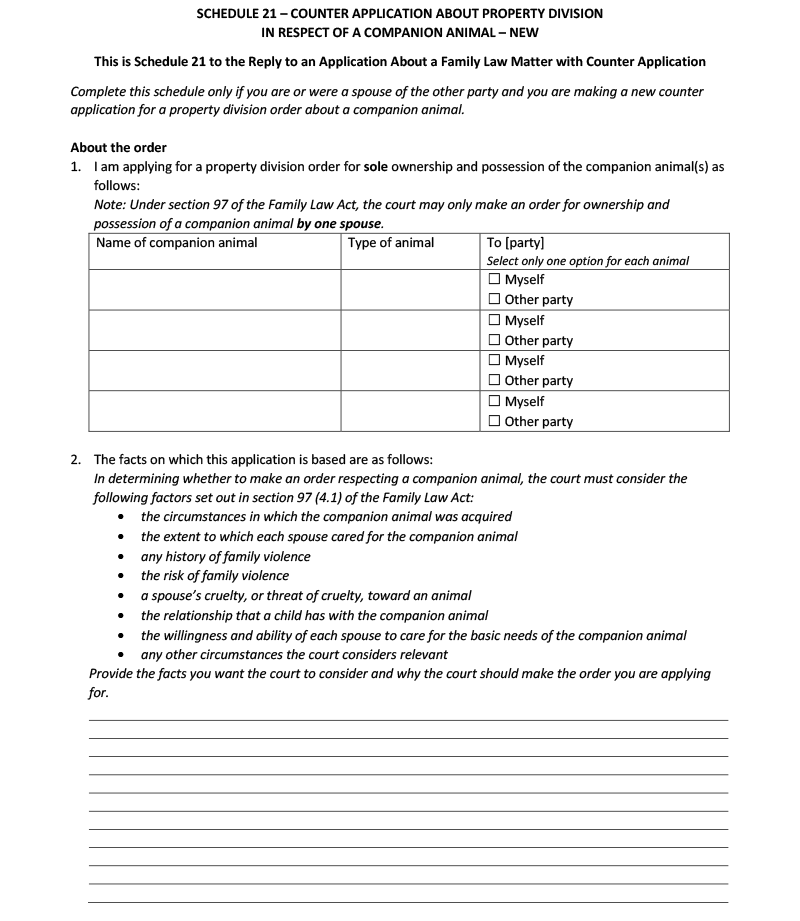 SCHEDULE 21 – COUNTER APPLICATION ABOUT PROPERTY DIVISION
IN RESPECT OF A COMPANION ANIMAL – NEW
This is Schedule 21 to the Reply to an Application About a Family Law Matter with Counter Application
Complete this schedule only if you are or were a spouse of the other party and you are making a new counter
application for a property division order about a companion animal.
About the order
1. I am applying for a property division order for sole ownership and possession of the companion animal(s) as
follows:
Note: Under section 97 of the Family Law Act, the court may only make an order for ownership and
possession of a companion animal by one spouse.
Name of companion animal Type of animal To [party]
Select only one option for each animal
☐ Myself
☐ Other party
☐ Myself
☐ Other party
☐ Myself
☐ Other party
☐ Myself
☐ Other party
2. The facts on which this application is based are as follows:
In determining whether to make an order respecting a companion animal, the court must consider the
following factors set out in section 97 (4.1) of the Family Law Act:
• the circumstances in which the companion animal was acquired
• the extent to which each spouse cared for the companion animal
• any history of family violence
• the risk of family violence
• a spouse's cruelty, or threat of cruelty, toward an animal
• the relationship that a child has with the companion animal
• the willingness and ability of each spouse to care for the basic needs of the companion animal
• any other circumstances the court considers relevant
Provide the facts you want the court to consider and why the court should make the order you are applying
for.